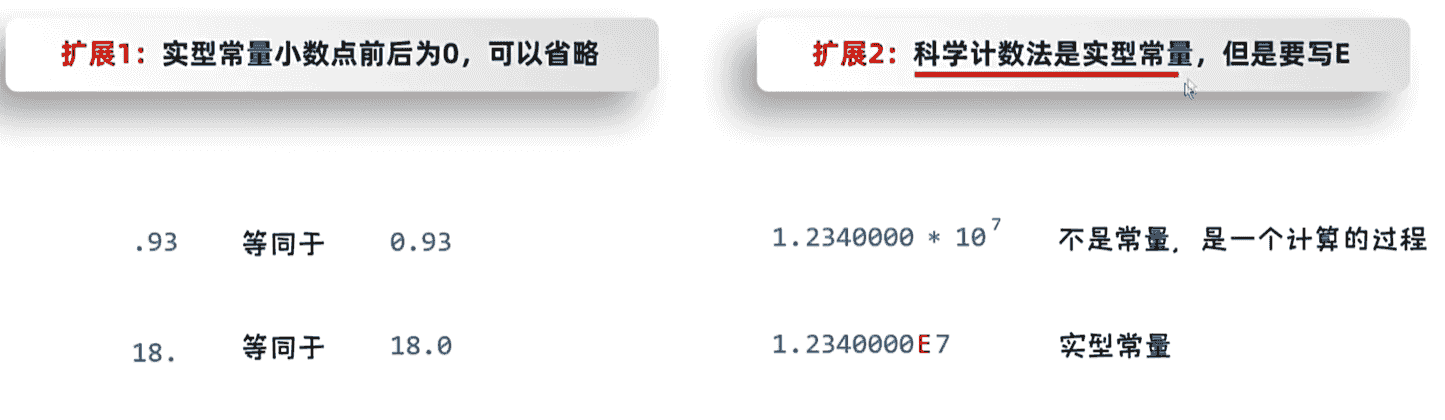 扩展1：实型常量小数点前后为0，可以省略
.93 等同于 0.93
18. 等同于 18.0
扩展2：科学计数法是实型常量，但是要写E
1.2340000 * 10⁷ 不是常量，是一个计算的过程
1.2340000E7 实型常量